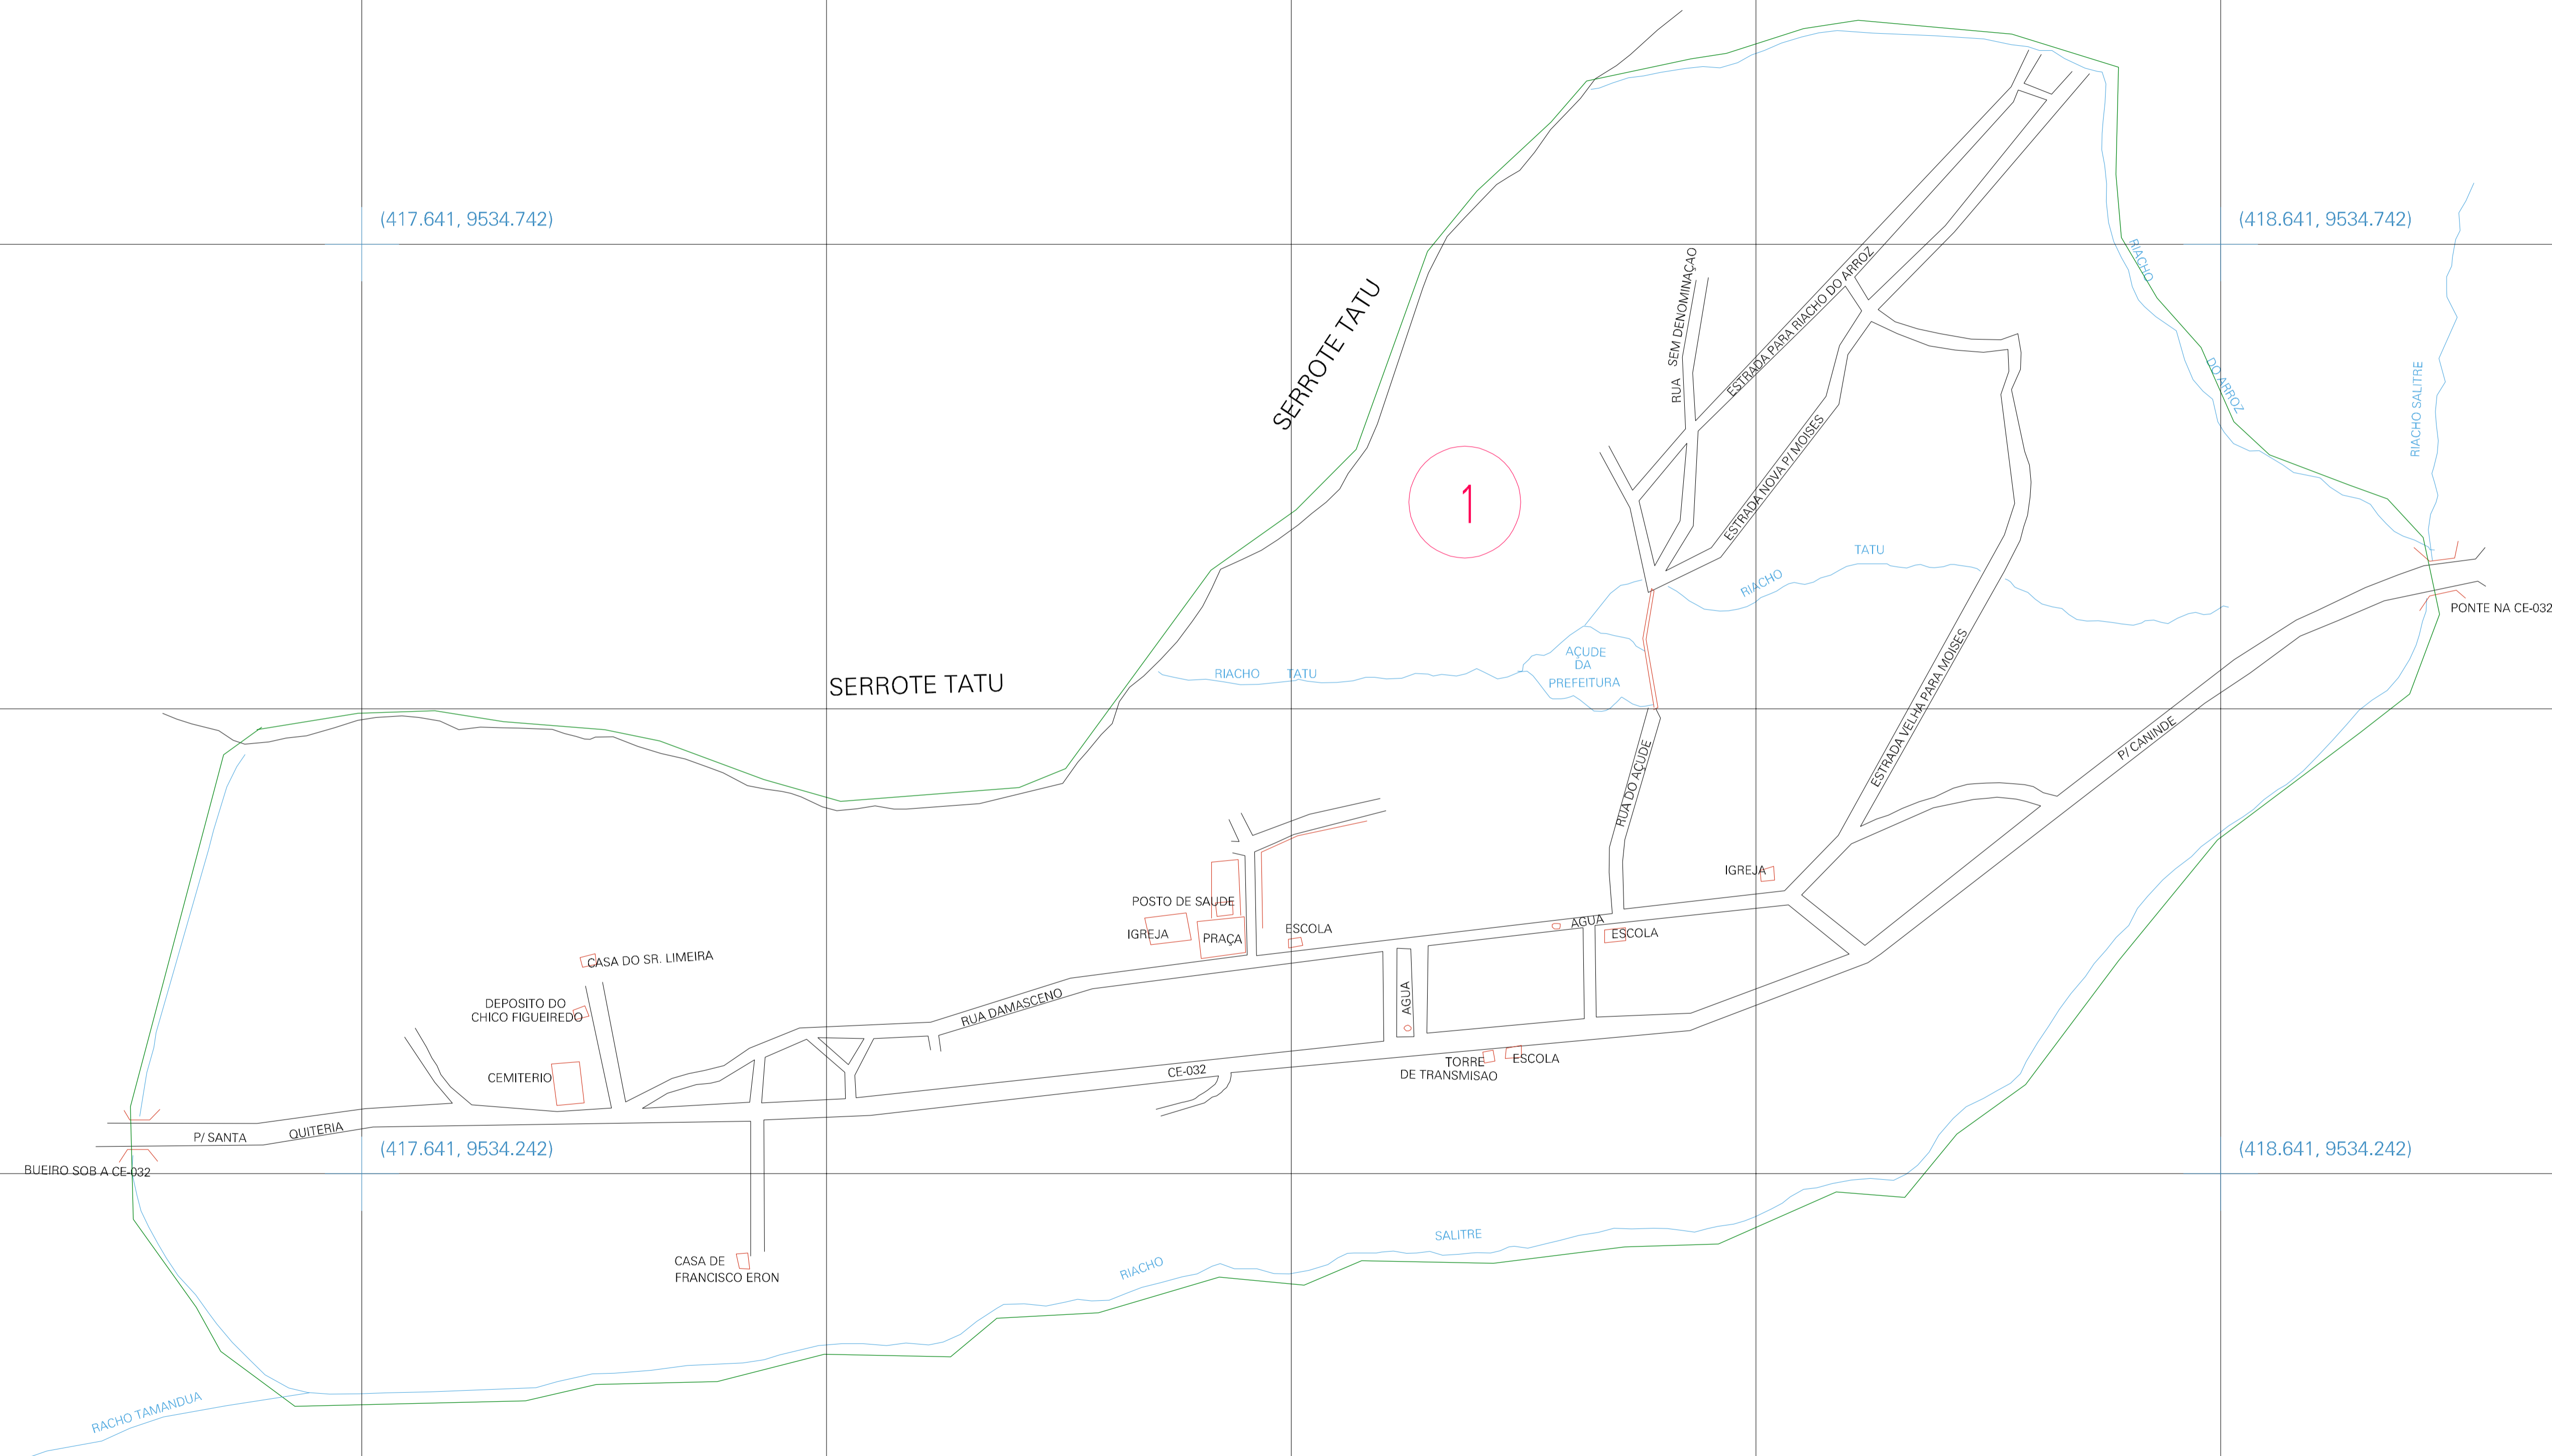 (417.641, 9534.742)
(418.641, 9534.742)
RIACHO
DO ARROZ
RIACHO SALITRE
SERROTE TATU
RUA SEM DENOMINAÇAO
ESTRADA PARA RIACHO DO ARROZ
ESTRADA NOVA P/ MOISES
1
RIACHO
TATU
PONTE NA CE-032
AÇUDE
DA
PREFEITURA
RIACHO TATU
SERROTE TATU
ESTRADA VELHA PARA MOISES
P/ CANINDE
RUA DO AÇUDE
IGREJA
POSTO DE SAUDE
IGREJA
PRAÇA
ESCOLA
AGUA
ESCOLA
CASA DO SR. LIMEIRA
DEPOSITO DO
CHICO FIGUEIREDO
RUA DAMASCENO
AGUA
CEMITERIO
CE-032
TORRE
DE TRANSMISAO
ESCOLA
P/ SANTA QUITERIA
(417.641, 9534.242)
(418.641, 9534.242)
BUEIRO SOB A CE-032
CASA DE
FRANCISCO ERON
RIACHO
SALITRE
RACHO TAMANDUA